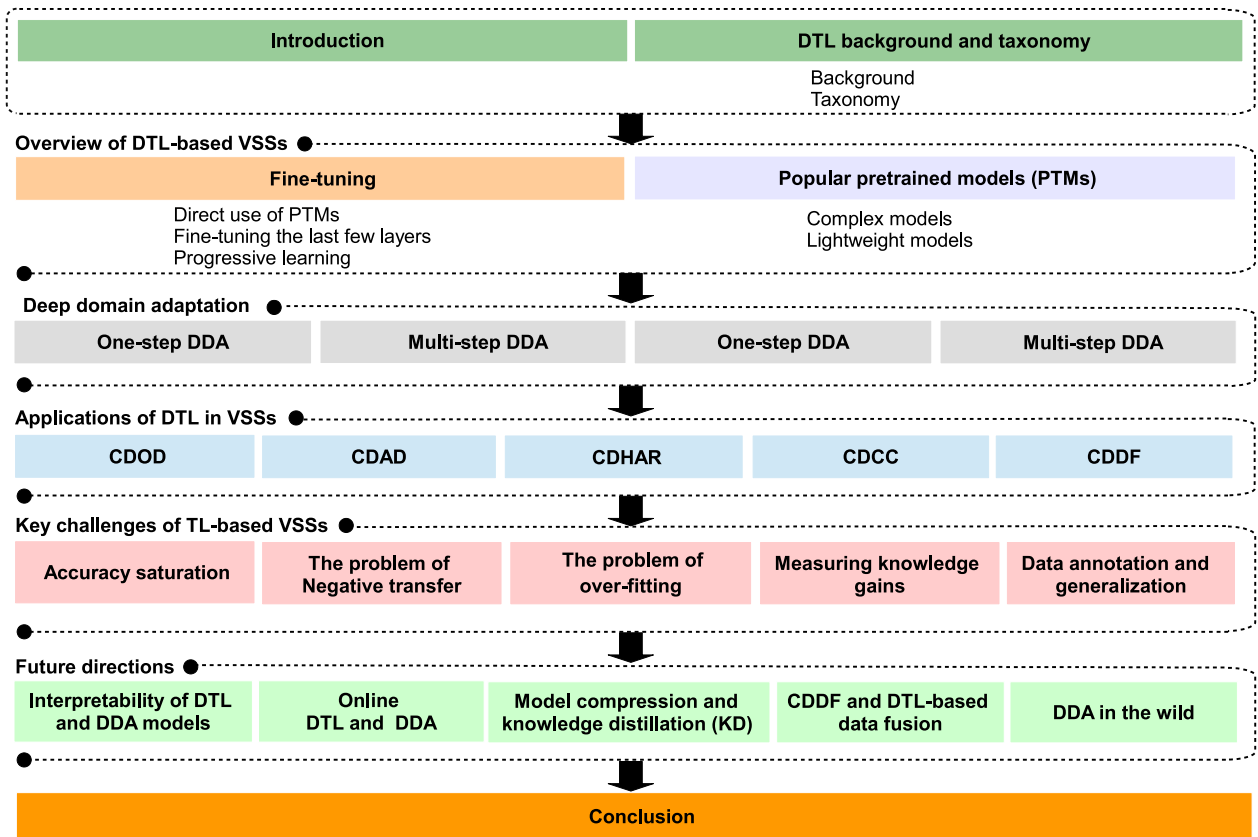 Introduction
DTL background and taxonomy
Background
Taxonomy
Overview of DTL-based VSSs
Fine-tuning
Popular pretrained models (PTMs)
Direct use of PTMs
Fine-tuning the last few layers
Progressive learning
Complex models
Lightweight models
Deep domain adaptation
One-step DDA
Multi-step DDA
One-step DDA
Multi-step DDA
Applications of DTL in VSSs
CDOD
CDAD
CDHAR
CDCC
CDDF
Key challenges of TL-based VSSs
Accuracy saturation
The problem of
Negative transfer
The problem of
over-fitting
Measuring knowledge
gains
Data annotation and
generalization
Future directions
Interpretability of DTL
and DDA models
Online
DTL and DDA
Model compression and
knowledge distillation (KD)
CDDF and DTL-based
data fusion
DDA in the wild
Conclusion